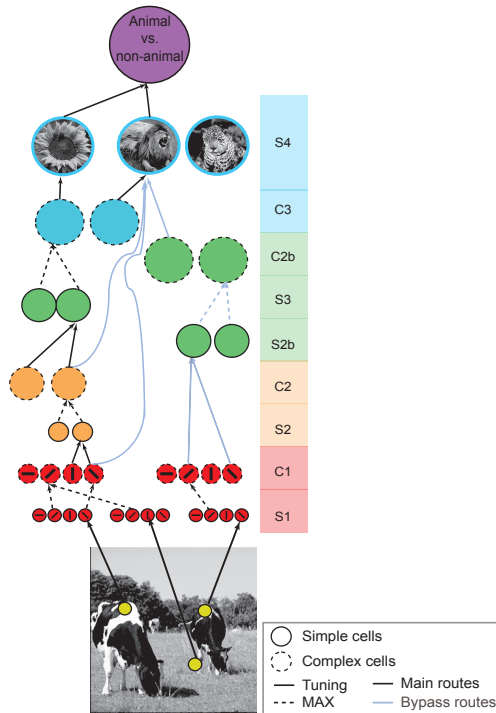 Animal
vs.
non-animal
S4
C3
C2b
S3
S2b
C2
S2
C1
S1
Simple cells
Complex cells
Tuning
Main routes
MAX
Bypass routes